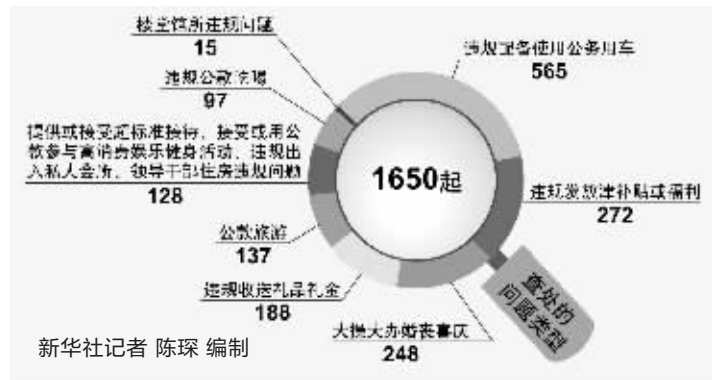 楼堂馆所违规问题
15
违规公款吃喝
97
提供或接受超标准接待、接受或用公
款参与高消费娱乐健身活动、违规出
入私人会所、领导干部住房违规问题
128
公款旅游
137
违规收送礼品礼金
188
大操大办婚丧喜庆
248
违规配备使用公务用车
565
违规发放津补贴或福利
272
1650起
查处的
问题类型
新华社记者 陈琛 编制